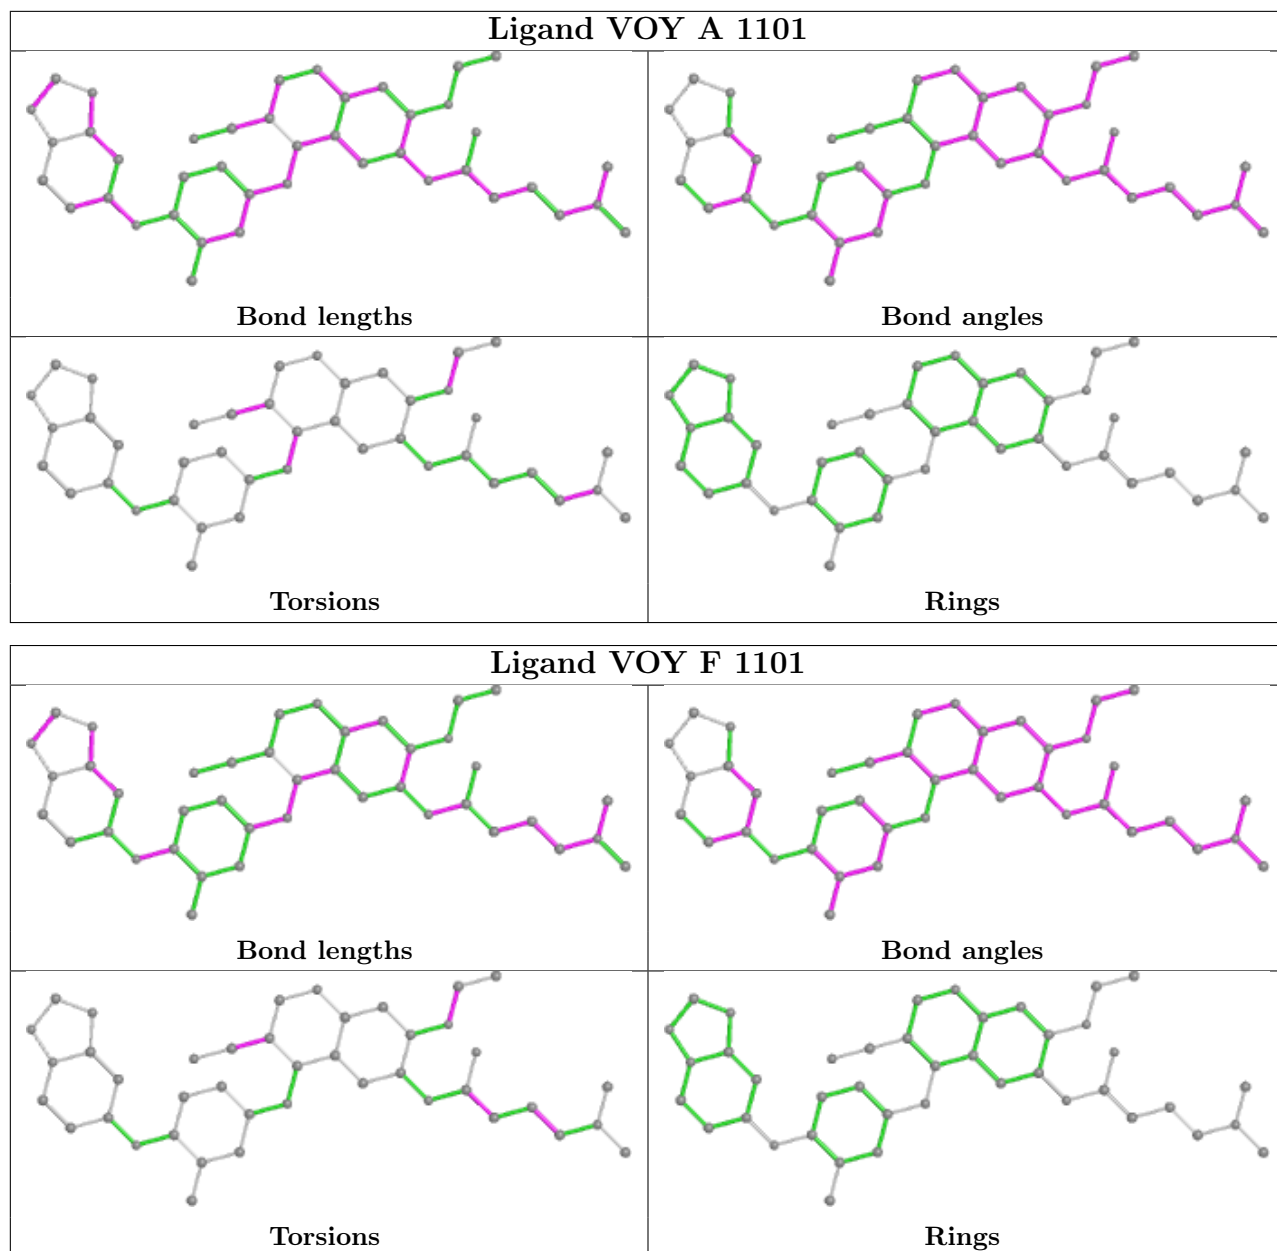 Ligand VOY A 1101
Bond lengths
Bond angles
Torsions
Rings
Ligand VOY F 1101
Bond lengths
Bond angles
Torsions
Rings